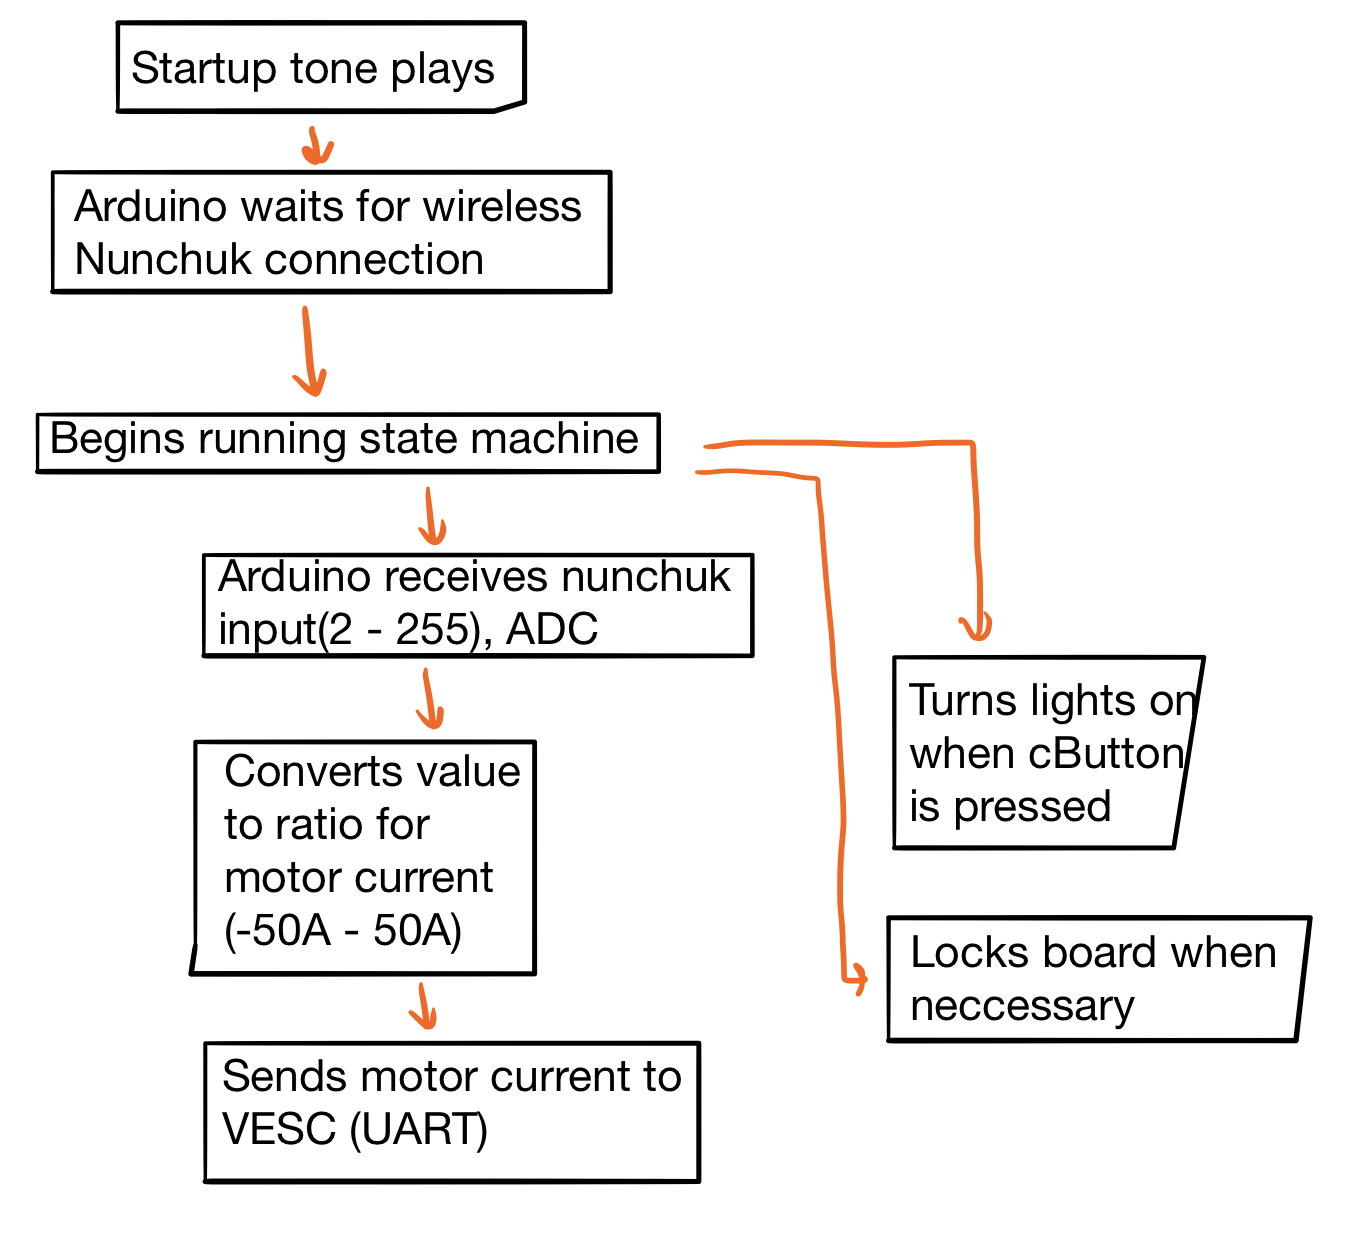 Startup tone plays
Arduino waits for wireless
Nunchuk connection
Begins running state machine
Arduino receives nunchuk
input(2 - 255), ADC
Converts value
to ratio for
motor current
(-50A - 50A)
Sends motor current to
VESC (UART)
Turns lights on
when cButton
is pressed
Locks board when
neccessary